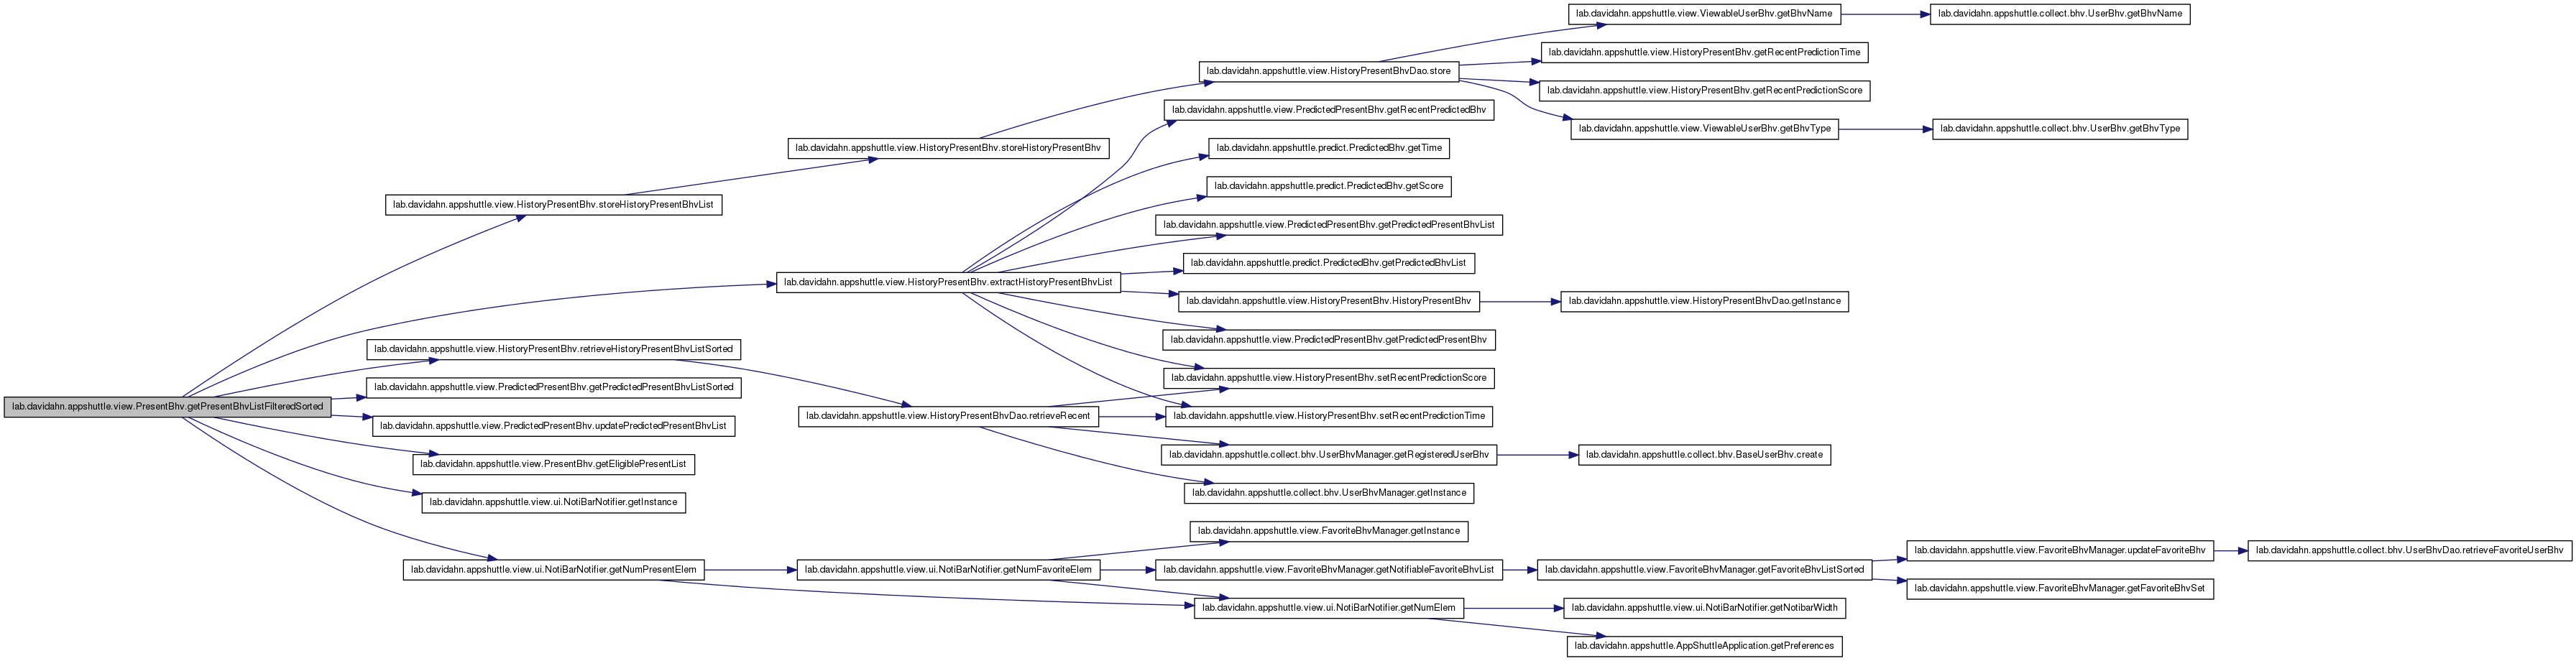 lab.davidahn.appshuttle.view.ViewableUserBhv.getBhvName
lab.davidahn.appshuttle.collect.bhv.UserBhv.getBhvName
lab.davidahn.appshuttle.view.HistoryPresentBhv.getRecentPredictionTime
lab.davidahn.appshuttle.view.HistoryPresentBhvDao.store
lab.davidahn.appshuttle.view.HistoryPresentBhv.getRecentPredictionScore
lab.davidahn.appshuttle.view.PredictedPresentBhv.getRecentPredictedBhv
lab.davidahn.appshuttle.view.ViewableUserBhv.getBhvType
lab.davidahn.appshuttle.collect.bhv.UserBhv.getBhvType
lab.davidahn.appshuttle.view.HistoryPresentBhv.storeHistoryPresentBhv
lab.davidahn.appshuttle.predict.PredictedBhv.getTime
lab.davidahn.appshuttle.predict.PredictedBhv.getScore
lab.davidahn.appshuttle.view.HistoryPresentBhv.storeHistoryPresentBhvList
lab.davidahn.appshuttle.view.PredictedPresentBhv.getPredictedPresentBhvList
lab.davidahn.appshuttle.predict.PredictedBhv.getPredictedBhvList
lab.davidahn.appshuttle.view.HistoryPresentBhv.extractHistoryPresentBhvList
lab.davidahn.appshuttle.view.HistoryPresentBhv.HistoryPresentBhv
lab.davidahn.appshuttle.view.HistoryPresentBhvDao.getInstance
lab.davidahn.appshuttle.view.PredictedPresentBhv.getPredictedPresentBhv
lab.davidahn.appshuttle.view.HistoryPresentBhv.retrieveHistoryPresentBhvListSorted
lab.davidahn.appshuttle.view.HistoryPresentBhv.setRecentPredictionScore
lab.davidahn.appshuttle.view.PredictedPresentBhv.getPredictedPresentBhvListSorted
lab.davidahn.appshuttle.view.PresentBhv.getPresentBhvListFilteredSorted
lab.davidahn.appshuttle.view.HistoryPresentBhvDao.retrieveRecent
lab.davidahn.appshuttle.view.HistoryPresentBhv.setRecentPredictionTime
lab.davidahn.appshuttle.view.PredictedPresentBhv.updatePredictedPresentBhvList
lab.davidahn.appshuttle.collect.bhv.UserBhvManager.getRegisteredUserBhv
lab.davidahn.appshuttle.collect.bhv.BaseUserBhv.create
lab.davidahn.appshuttle.view.PresentBhv.getEligiblePresentList
lab.davidahn.appshuttle.collect.bhv.UserBhvManager.getInstance
lab.davidahn.appshuttle.view.ui.NotiBarNotifier.getInstance
lab.davidahn.appshuttle.view.FavoriteBhvManager.getInstance
lab.davidahn.appshuttle.view.FavoriteBhvManager.updateFavoriteBhv
lab.davidahn.appshuttle.collect.bhv.UserBhvDao.retrieveFavoriteUserBhv
lab.davidahn.appshuttle.view.ui.NotiBarNotifier.getNumPresentElem
lab.davidahn.appshuttle.view.ui.NotiBarNotifier.getNumFavoriteElem
lab.davidahn.appshuttle.view.FavoriteBhvManager.getNotifiableFavoriteBhvList
lab.davidahn.appshuttle.view.FavoriteBhvManager.getFavoriteBhvListSorted
lab.davidahn.appshuttle.view.FavoriteBhvManager.getFavoriteBhvSet
lab.davidahn.appshuttle.view.ui.NotiBarNotifier.getNumElem
lab.davidahn.appshuttle.view.ui.NotiBarNotifier.getNotibarWidth
lab.davidahn.appshuttle.AppShuttleApplication.getPreferences